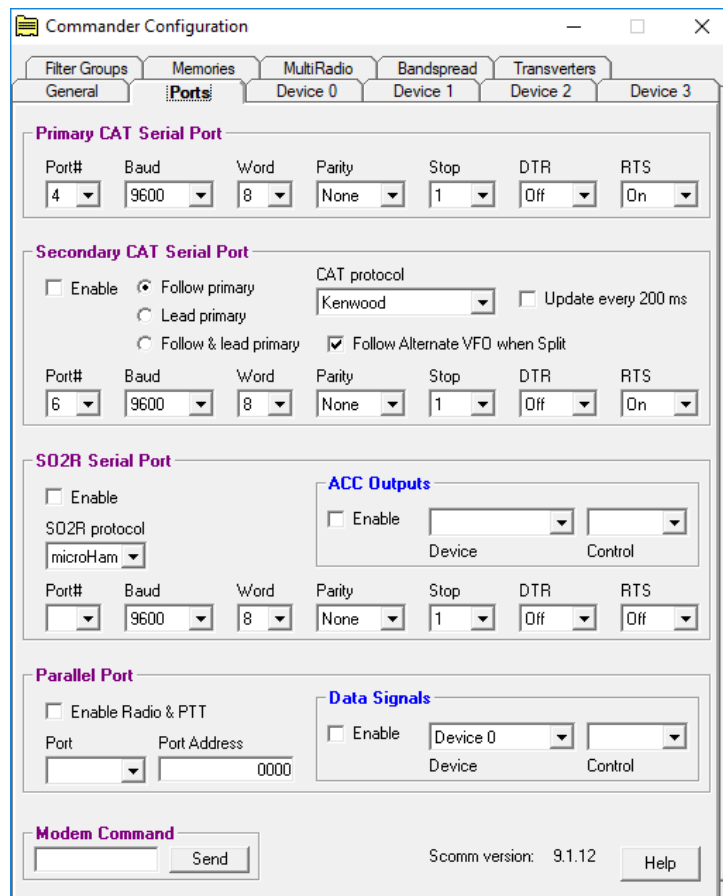 Commander Configuration
Filter Groups Memories MultiRadio Bandspread Transverters
General Ports Device 0 Device 1 Device 2 Device 3
Primary CAT Serial Port
Port# Baud Word Parity Stop DTR RTS
4 9600 8 None 1 Off On
Secondary CAT Serial Port
CAT protocol
Enable Follow primary Kenwood Update every 200 ms
Lead primary
Follow & lead primary Follow Alternate VFO when Split
Port# Baud Word Parity Stop DTR RTS
6 9600 8 None 1 Off On
SO2R Serial Port
ACC Outputs
Enable Enable
SO2R protocol Device Control
microHam
Port# Baud Word Parity Stop DTR RTS
9600 8 None 1 Off Off
Parallel Port
Data Signals
Enable Radio & PTT
Enable Device 0
Port Port Address Device Control
0000
Modem Command
Send Scomm version: 9.1.12 Help